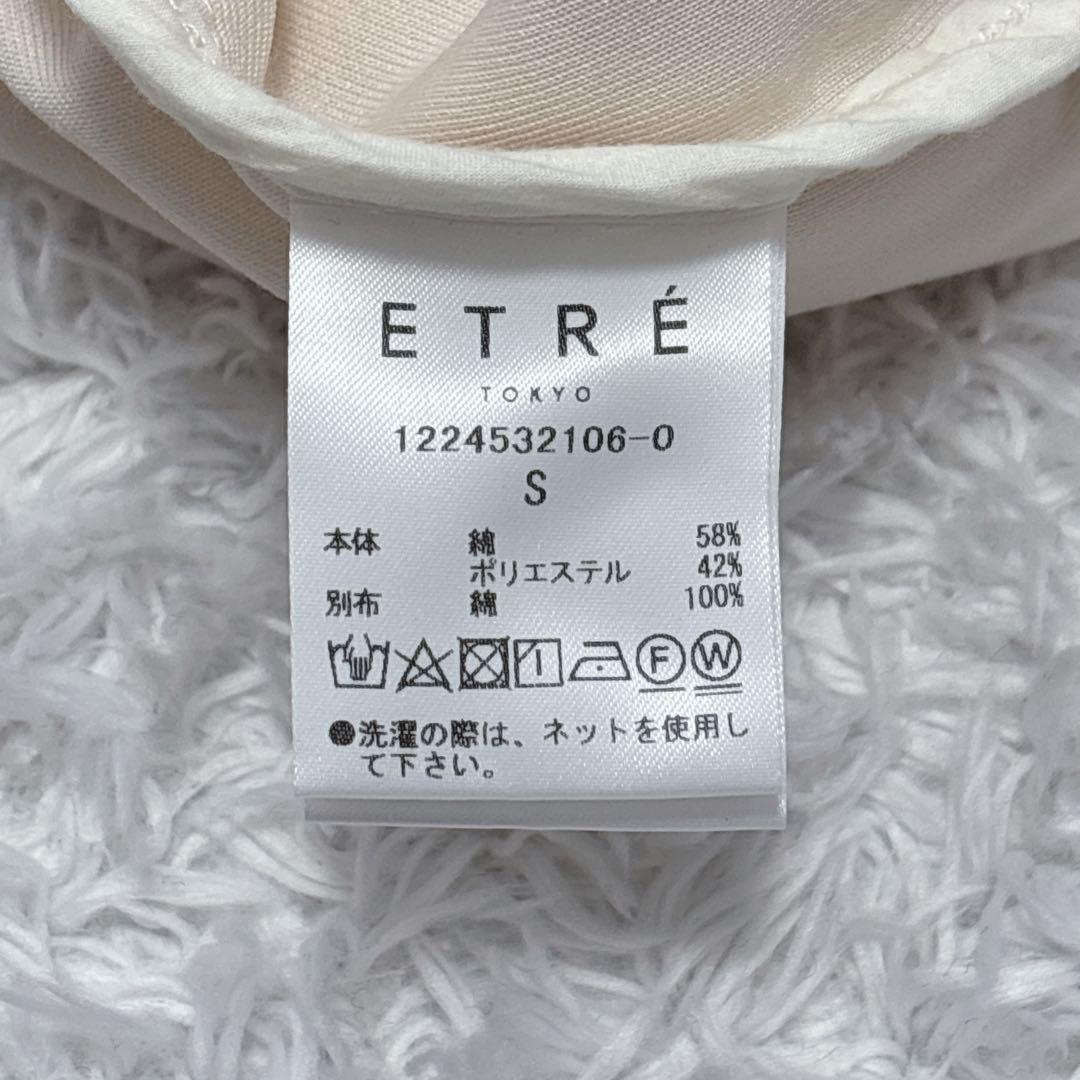 ETRÉ
TOKYO
1224532106-0
S
本体 綿 58%
ポリエステル 42%
別布 綿 100%
F W
●洗濯の際は、ネットを使用し
て下さい。